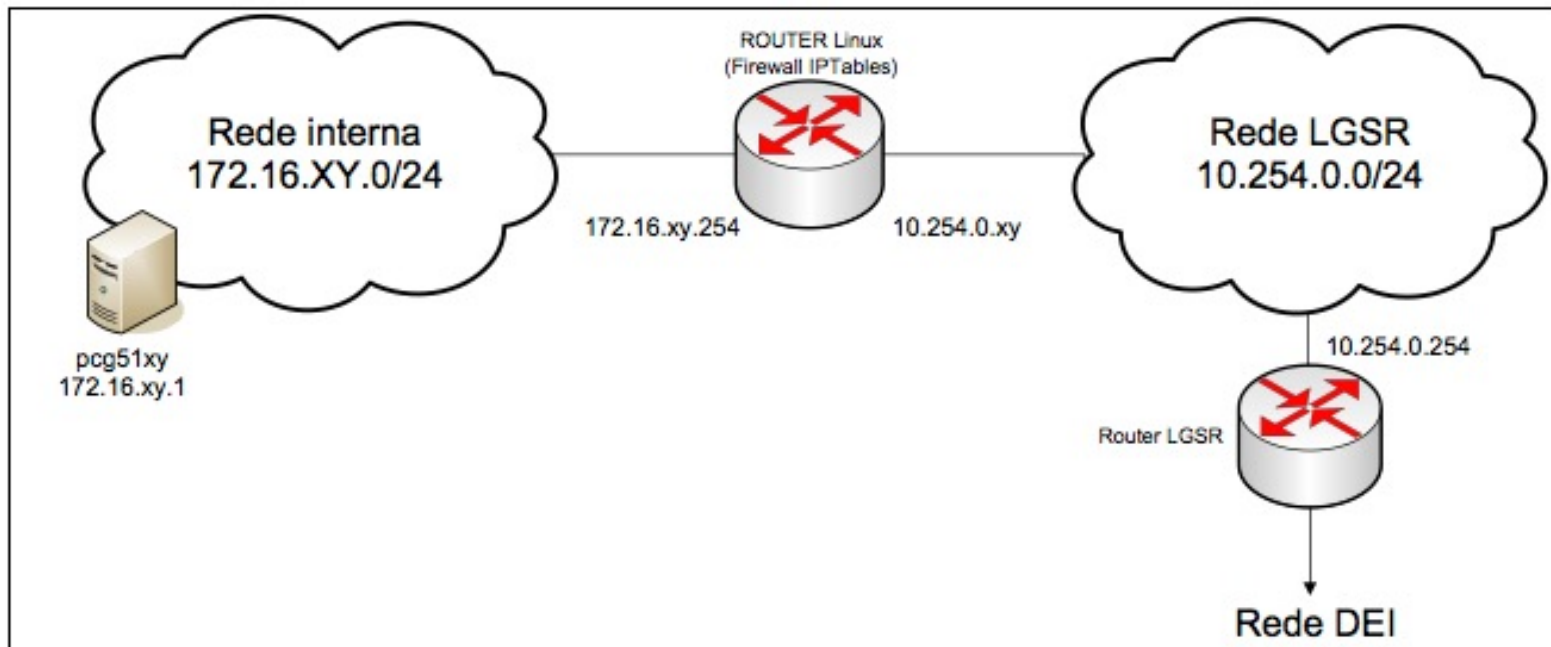 ROUTER Linux
(Firewall IPTables)
Rede interna
172.16.XY.0/24
Rede LGSR
10.254.0.0/24
172.16.xy.254
10.254.0.xy
pcg51xy
172.16.xy.1
10.254.0.254
Router LGSR
Rede DEI